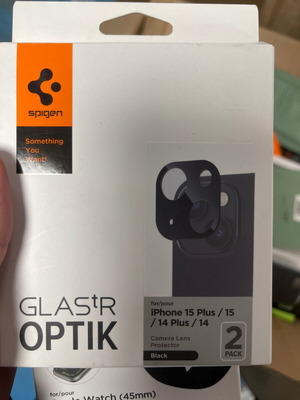 spigen
Something
You
Want!
GLAStR
OPTIK
for/pour
iPhone 15 Plus / 15
/ 14 Plus / 14
Camera Lens
Protector
Black
2
PACK
for/pour
Watch (45mm)